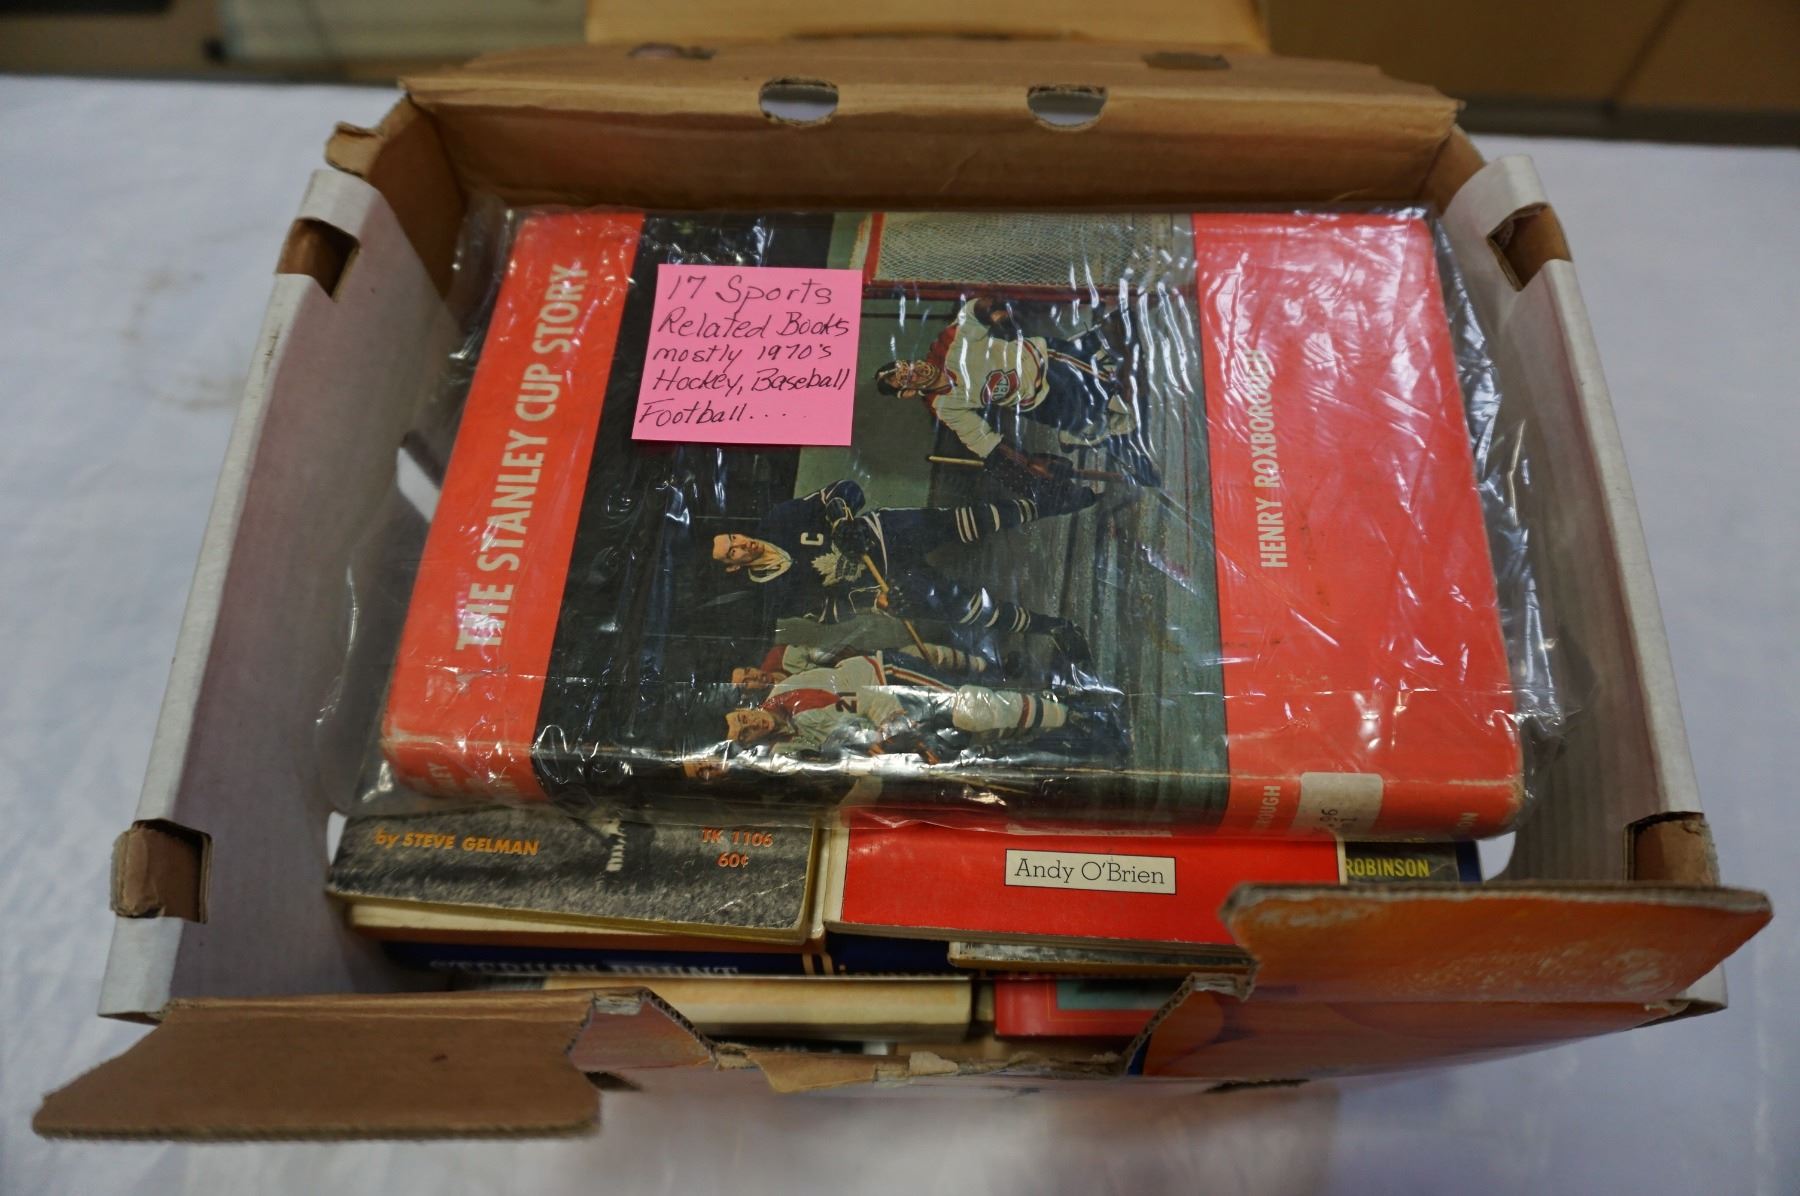 THE STANLEY CUP STORY
17 Sports
Related Books
mostly 1970's
Hockey, Baseball
Football....
C
21
HENRY ROXBOROUGH
by STEVE GELMAN
TK 1106
60¢
Andy O'Brien
ROBINSON